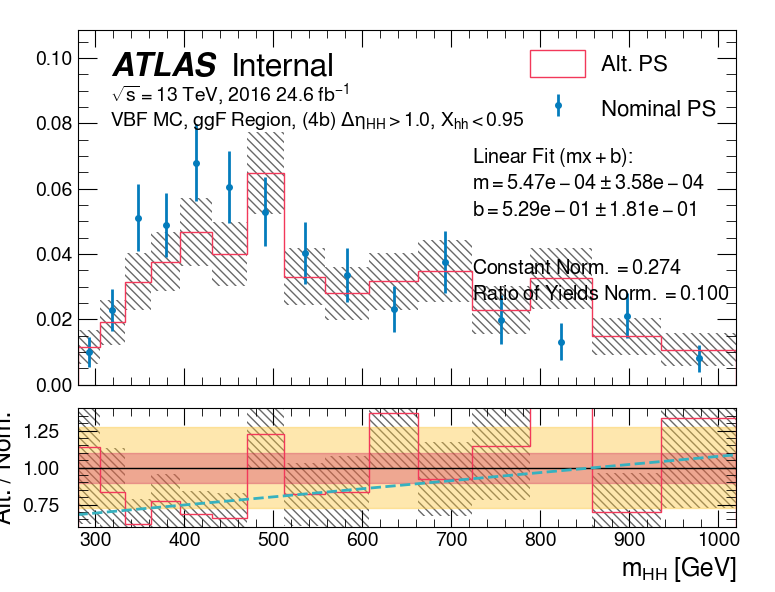 ATLAS Internal
√s = 13 TeV, 2016 24.6 fb⁻¹
VBF MC, ggF Region, (4b) Δη_HH > 1.0, X_hh < 0.95
Alt. PS
Nominal PS
Linear Fit (mx + b):
m = 5.47e − 04 ± 3.58e − 04
b = 5.29e − 01 ± 1.81e − 01
Constant Norm. = 0.274
Ratio of Yields Norm. = 0.100
0.10
0.08
0.06
0.04
0.02
0.00
Alt. / Nom.
1.25
1.00
0.75
300 400 500 600 700 800 900 1000
m_HH [GeV]